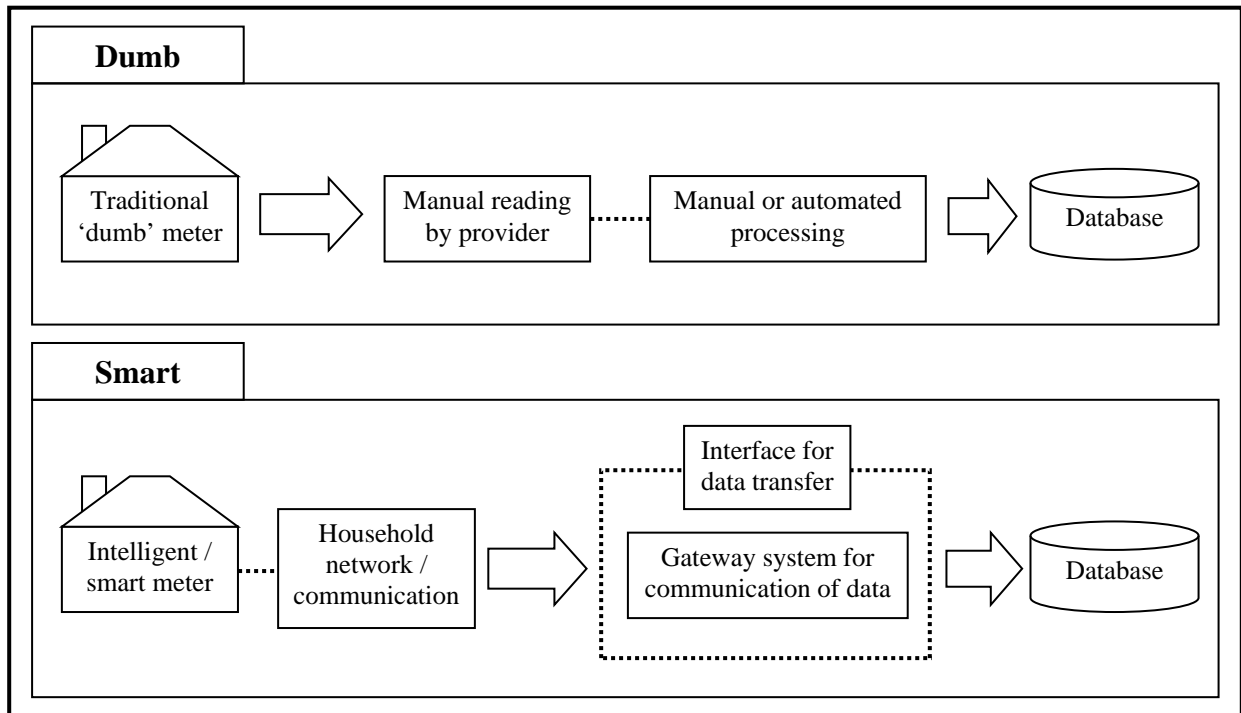 Dumb
Traditional
‘dumb’ meter
Manual reading
by provider
Manual or automated
processing
Database
Smart
Intelligent /
smart meter
Household
network /
communication
Interface for
data transfer
Gateway system for
communication of data
Database